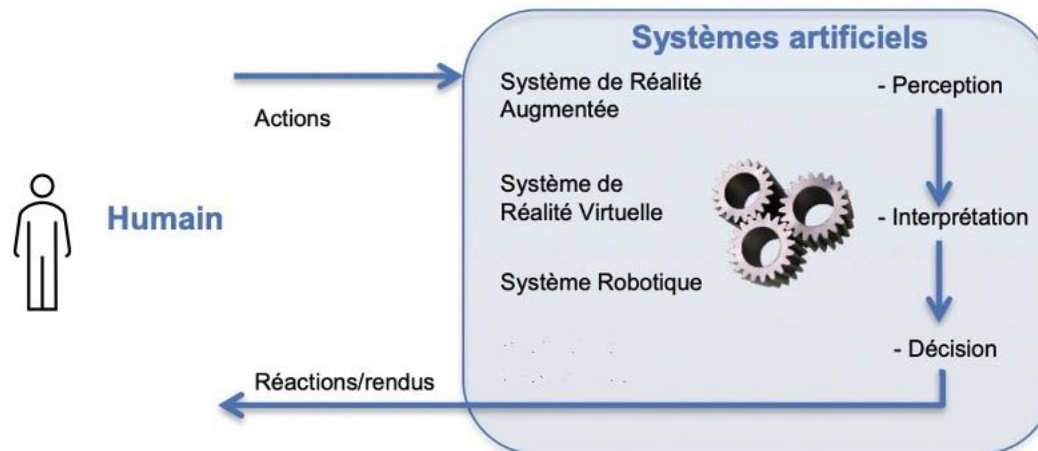 Systèmes artificiels
Actions
Humain
Réactions/rendus
Système de Réalité
Augmentée
Système de
Réalité Virtuelle
Système Robotique
- Perception
- Interprétation
- Décision